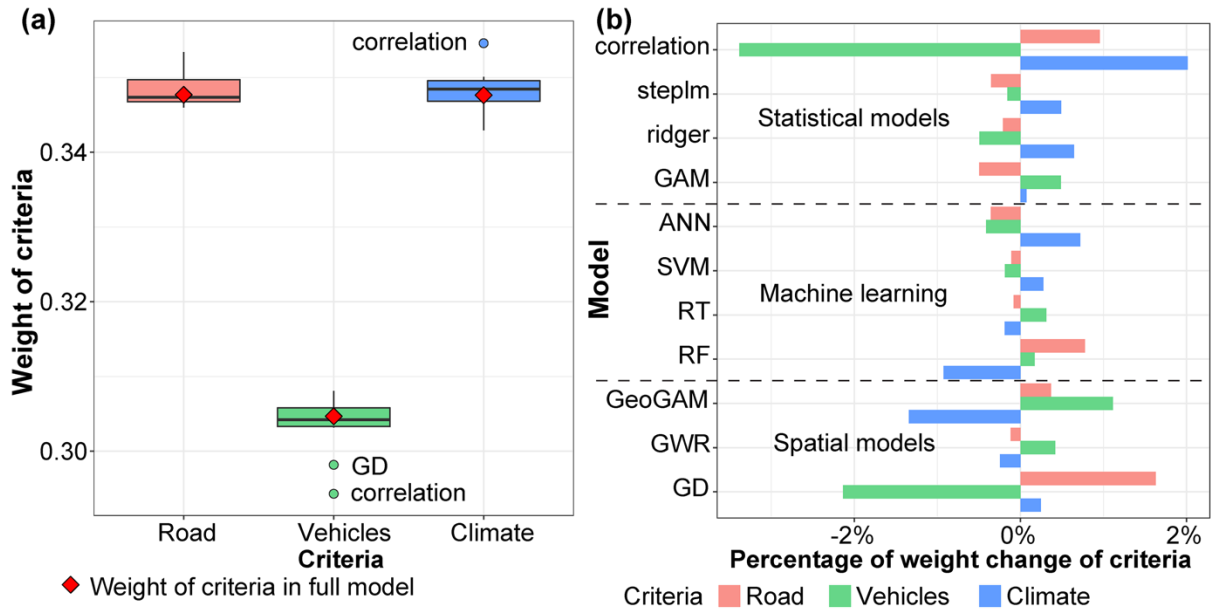 (a)
correlation
0.34
0.32
0.30
Weight of criteria
GD
correlation
Road Vehicles Climate
Criteria
Weight of criteria in full model
(b)
correlation
steplm
Statistical models
ridger
GAM
ANN
SVM
Machine learning
RT
RF
GeoGAM
Spatial models
GWR
GD
Model
-2% 0% 2%
Percentage of weight change of criteria
Criteria Road Vehicles Climate